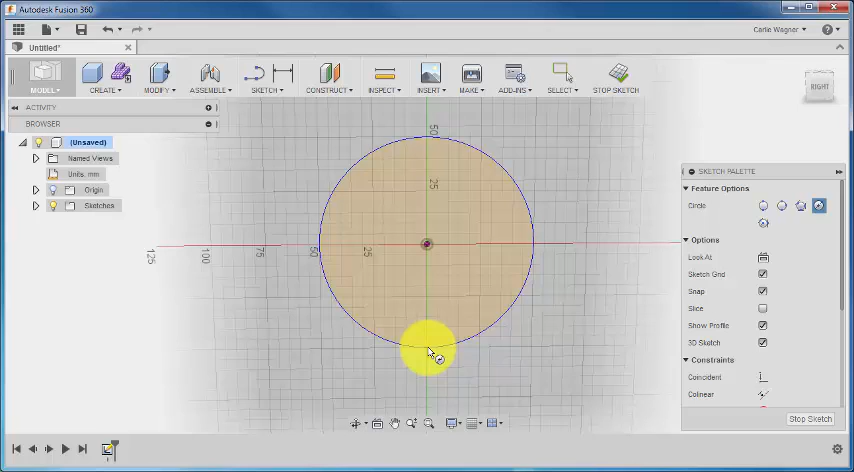 Autodesk Fusion 360
Carlie Wagner
Untitled*
MODEL
CREATE
MODIFY
ASSEMBLE
SKETCH
CONSTRUCT
INSPECT
INSERT
MAKE
ADD-INS
SELECT
STOP SKETCH
RIGHT
ACTIVITY
BROWSER
(Unsaved)
Named Views
Units: mm
Origin
Sketches
50
25
125
100
75
50
25
SKETCH PALETTE
Feature Options
Circle
Options
Look At
Sketch Grid
Snap
Slice
Show Profile
3D Sketch
Constraints
Coincident
Colinear
Stop Sketch